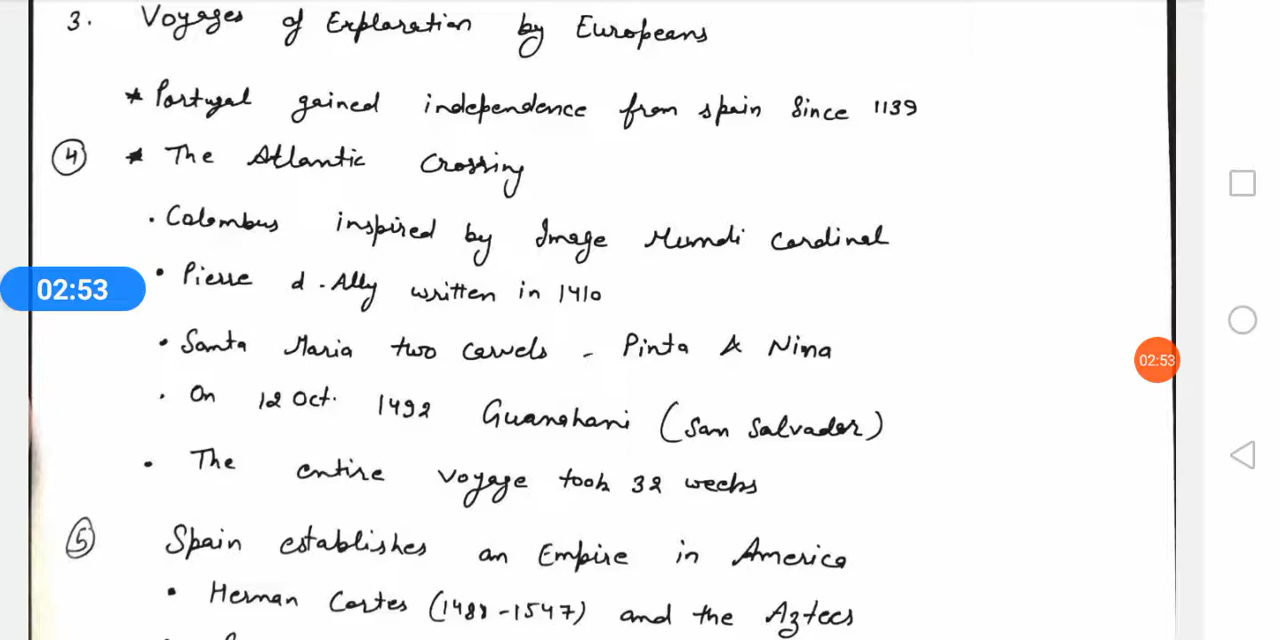 3. Voyages of Exploration by Europeans
* Portugal gained independence from Spain Since 1139
④ * The Atlantic Crossing
• Colombus inspired by Image Mundi Cardinal
• Pierre d-Ally written in 1410
02:53
• Santa Maria two carvels - Pinta & Nina
02:53
• On 12 Oct. 1492 Guanahani (San Salvador)
• The entire voyage took 32 weeks
⑤ Spain establishes an Empire in America
• Hernan Cortes (1488-1547) and the Aztecs